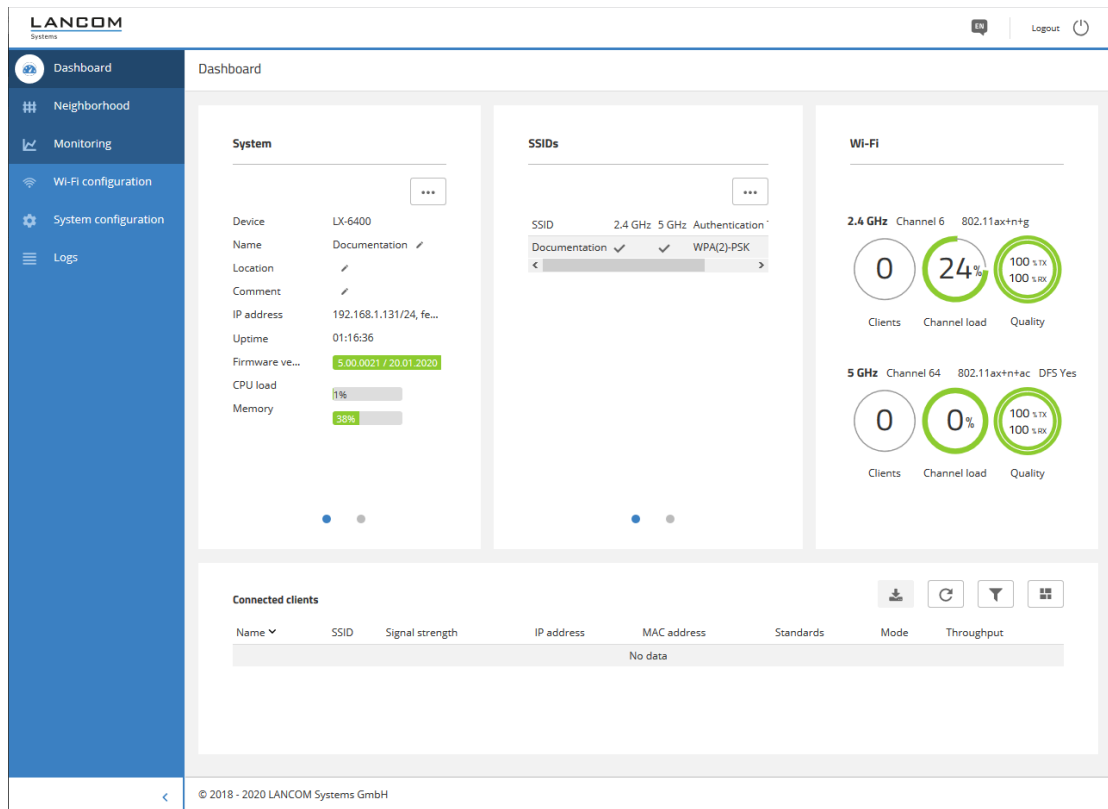 LANCOM
Systems
EN
Logout
Dashboard
Neighborhood
Monitoring
Wi-Fi configuration
System configuration
Logs
Dashboard
System
...
Device LX-6400
Name Documentation
Location
Comment
IP address 192.168.1.131/24, fe...
Uptime 01:16:36
Firmware ve... 5.00.0021 / 20.01.2020
CPU load 1%
Memory 38%
SSIDs
...
SSID 2.4 GHz 5 GHz Authentication
Documentation WPA(2)-PSK
Wi-Fi
2.4 GHz Channel 6 802.11ax+n+g
0 24% 100 % TX
100 % RX
Clients Channel load Quality
5 GHz Channel 64 802.11ax+n+ac DFS Yes
0 0% 100 % TX
100 % RX
Clients Channel load Quality
Connected clients
Name SSID Signal strength IP address MAC address Standards Mode Throughput
No data
© 2018 - 2020 LANCOM Systems GmbH